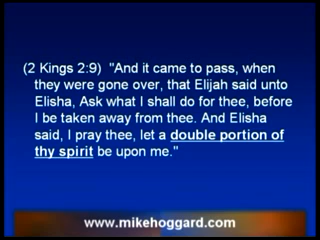 (2 Kings 2:9)  "And it came to pass, when
they were gone over, that Elijah said unto
Elisha, Ask what I shall do for thee, before
I be taken away from thee. And Elisha
said, I pray thee, let a double portion of
thy spirit be upon me."
www.mikehoggard.com